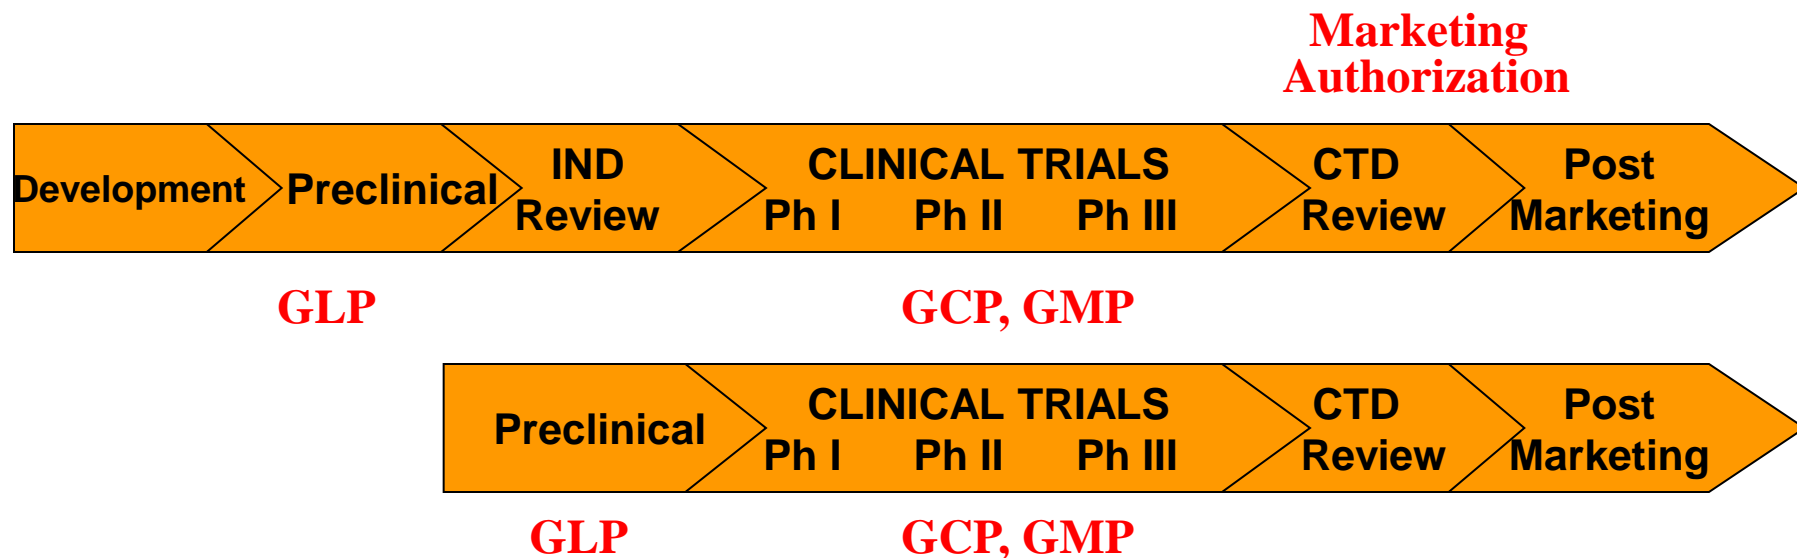 Marketing
Authorization
Development
Preclinical
IND
Review
CLINICAL TRIALS
Ph I Ph II Ph III
CTD
Review
Post
Marketing
GLP
GCP, GMP
Preclinical
CLINICAL TRIALS
Ph I Ph II Ph III
CTD
Review
Post
Marketing
GLP
GCP, GMP